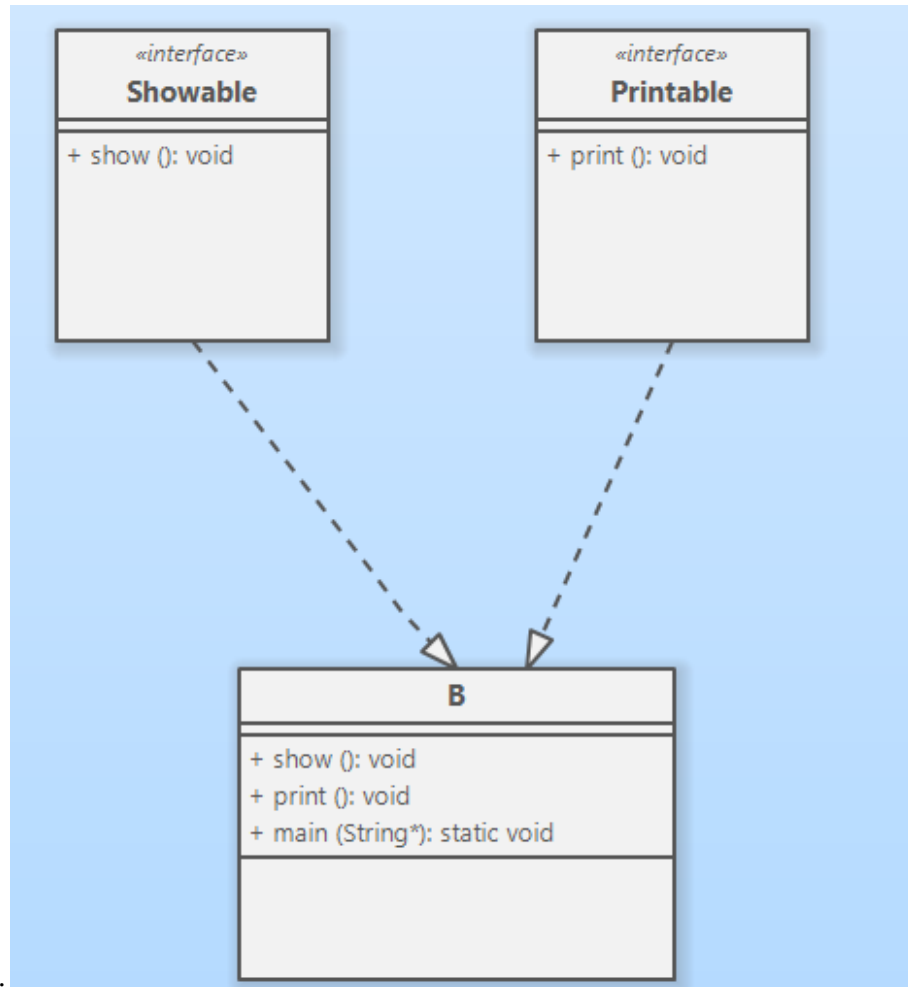 «interface»
Showable
+ show (): void
«interface»
Printable
+ print (): void
B
+ show (): void
+ print (): void
+ main (String*): static void
.